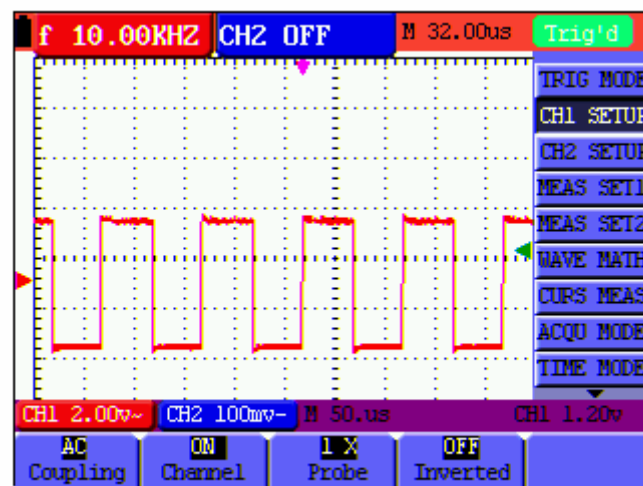 f 10.00KHZ CH2 OFF M 32.00us Trig'd
TRIG MODE
CH1 SETUP
CH2 SETUP
MEAS SET1
MEAS SET2
WAVE MATH
CURS MEAS
ACQU MODE
TIME MODE
CH1 2.00v~ CH2 100mv- M 50.us CH1 1.20v
AC ON 1 X OFF
Coupling Channel Probe Inverted